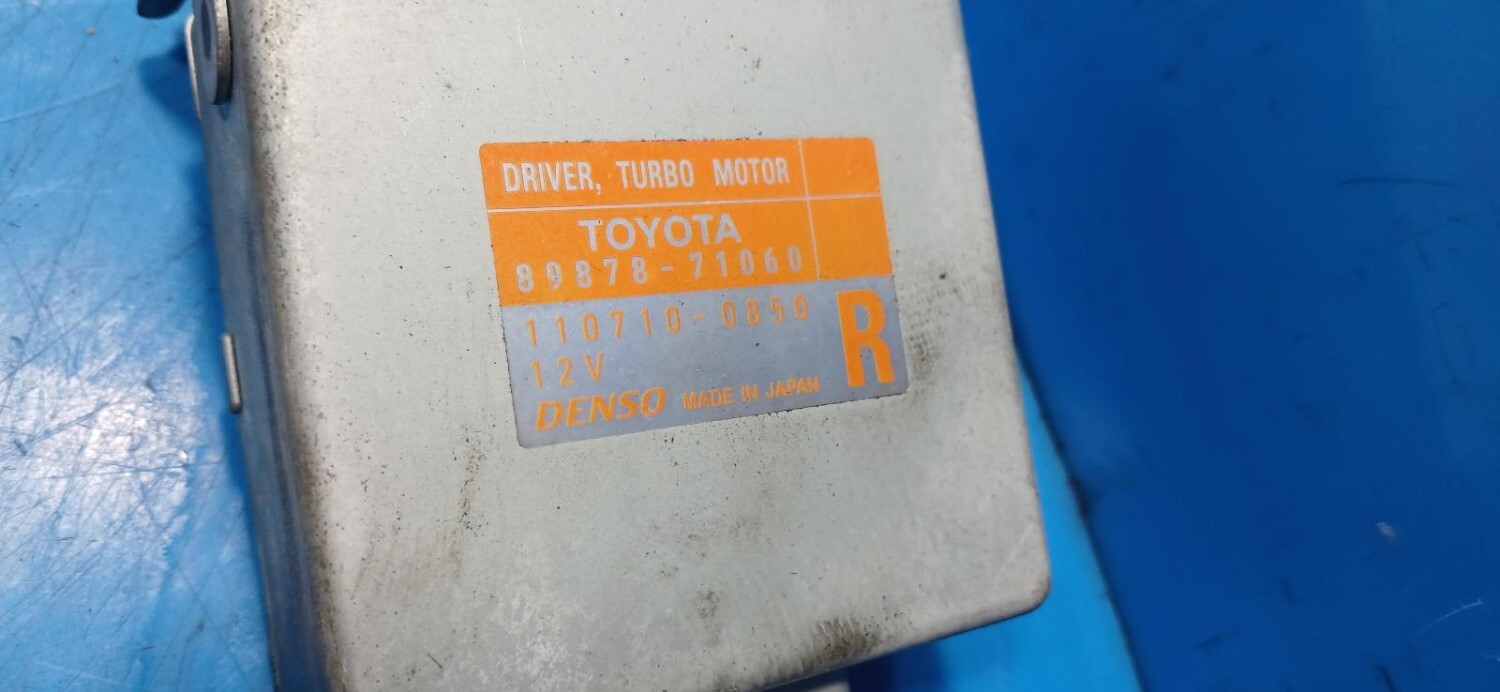 DRIVER, TURBO MOTOR
TOYOTA
89878-71060
110710-0850
R
12V
DENSO MADE IN JAPAN